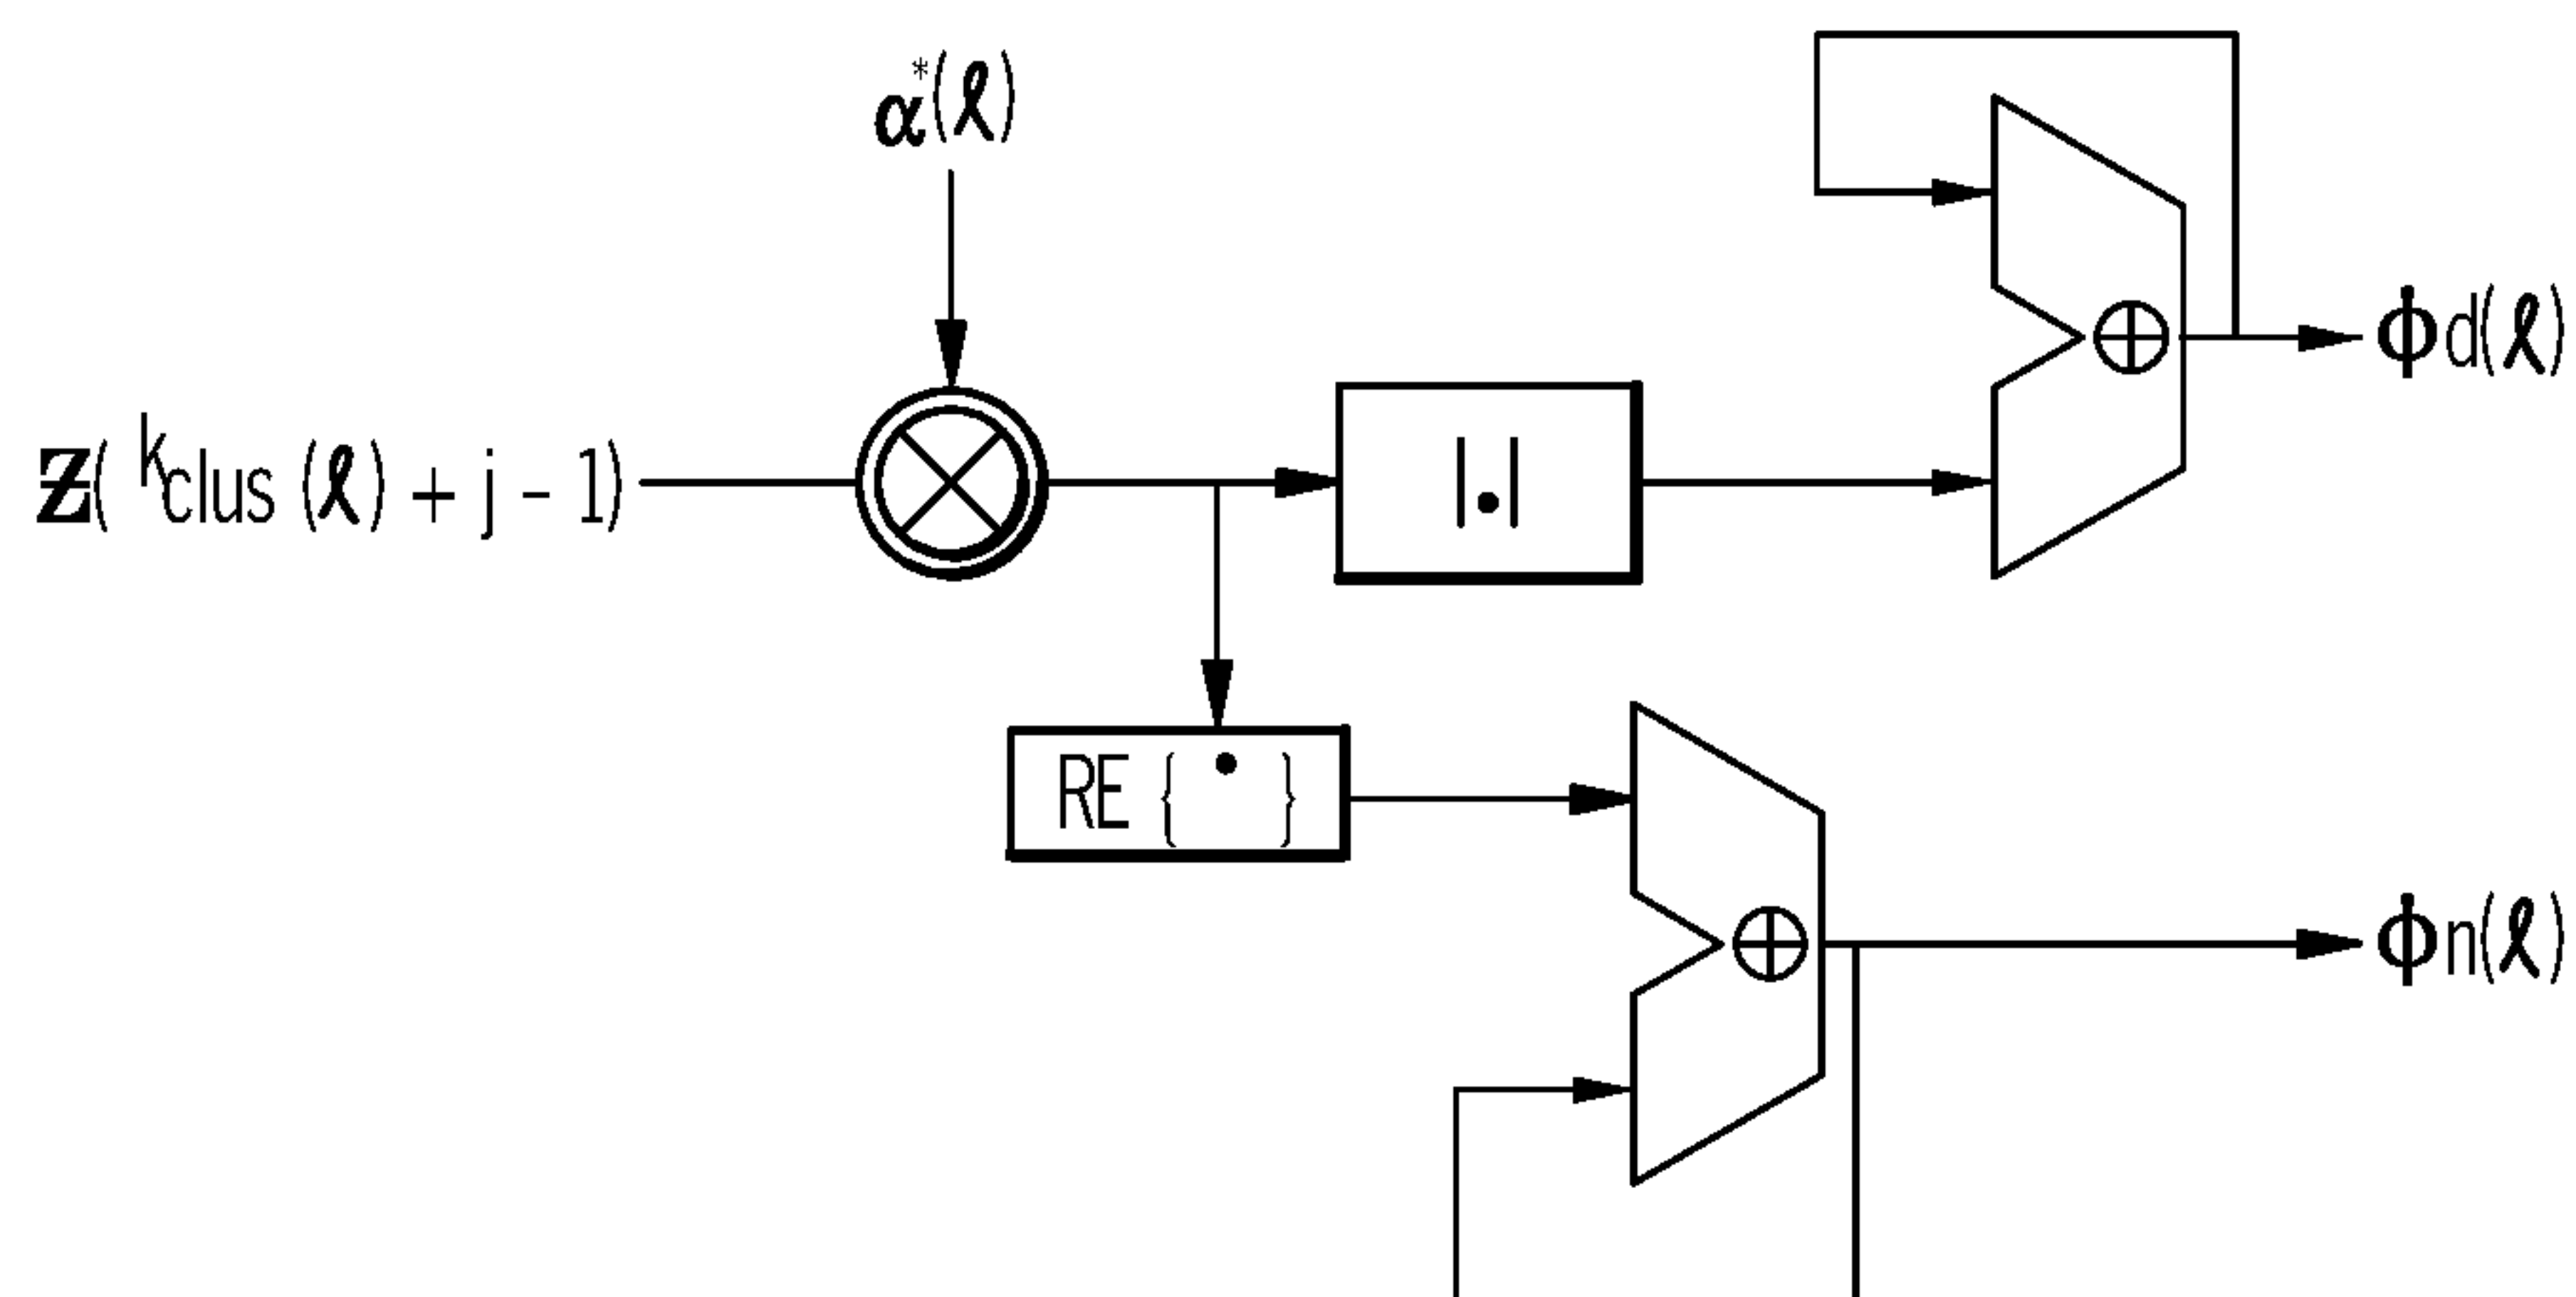 α*(ℓ)
Z( kclus (ℓ) + j - 1)
|•|
ϕd(ℓ)
RE { • }
ϕn(ℓ)